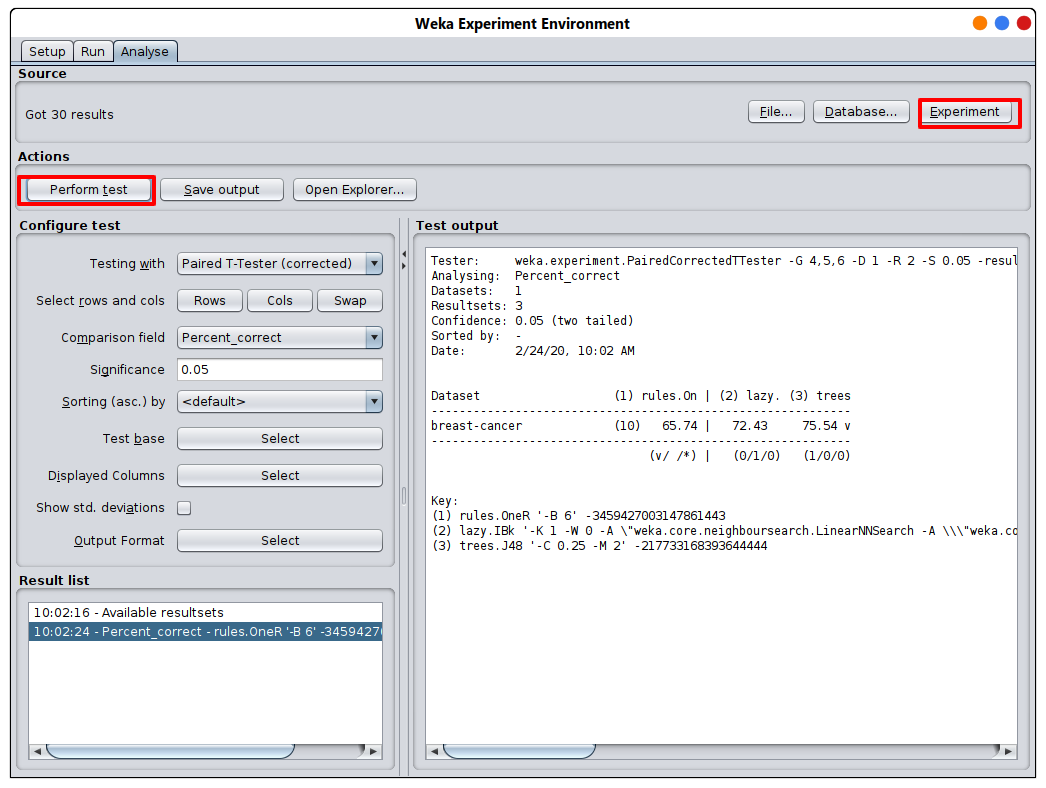 Weka Experiment Environment
Setup Run Analyse
Source
Got 30 results File... Database... Experiment
Actions
Perform test Save output Open Explorer...
Configure test
Testing with Paired T-Tester (corrected)
Select rows and cols Rows Cols Swap
Comparison field Percent_correct
Significance 0.05
Sorting (asc.) by <default>
Test base Select
Displayed Columns Select
Show std. deviations
Output Format Select
Result list
10:02:16 - Available resultsets
10:02:24 - Percent_correct - rules.OneR '-B 6' -3459427
Test output
Tester:     weka.experiment.PairedCorrectedTTester -G 4,5,6 -D 1 -R 2 -S 0.05 -resul
Analysing:  Percent_correct
Datasets:   1
Resultsets: 3
Confidence: 0.05 (two tailed)
Sorted by:  -
Date:       2/24/20, 10:02 AM
Dataset                   (1) rules.On | (2) lazy. (3) trees
------------------------------------------------------------
breast-cancer             (10)   65.74 |   72.43     75.54 v
------------------------------------------------------------
(v/ /*) |   (0/1/0)   (1/0/0)
Key:
(1) rules.OneR '-B 6' -3459427003147861443
(2) lazy.IBk '-K 1 -W 0 -A \"weka.core.neighboursearch.LinearNNSearch -A \\\"weka.co
(3) trees.J48 '-C 0.25 -M 2' -217733168393644444